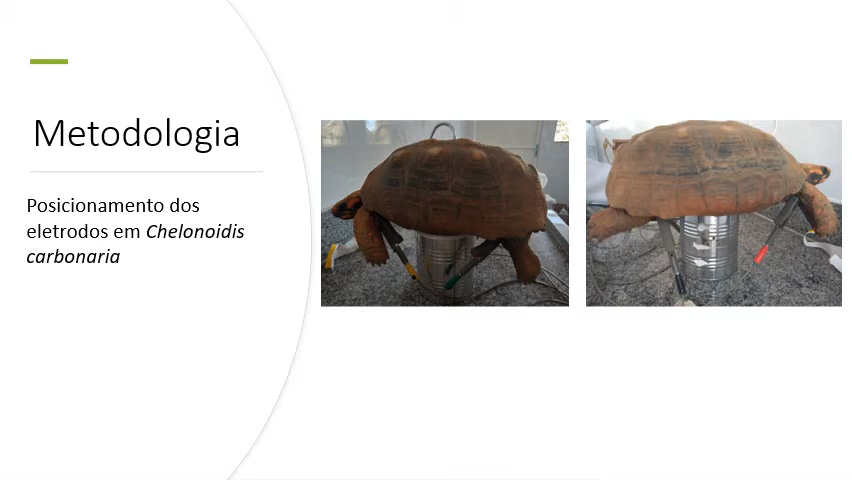 Metodologia
Posicionamento dos
eletrodos em Chelonoidis
carbonaria